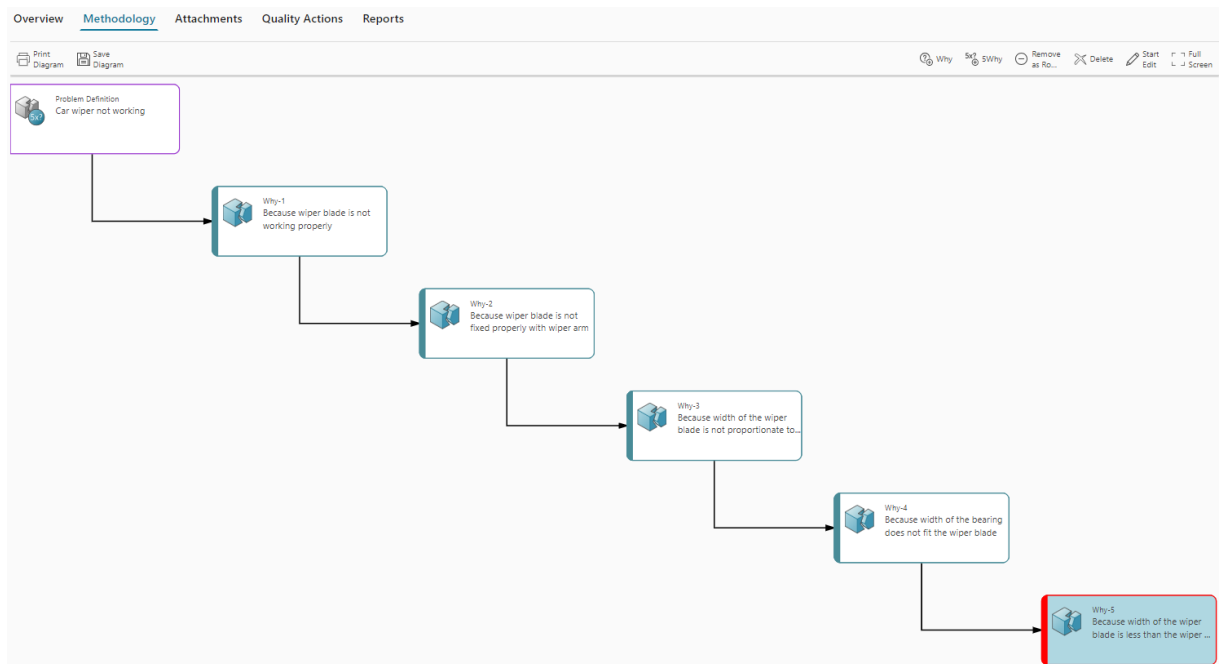 Overview Methodology Attachments Quality Actions Reports
Print
Diagram
Save
Diagram
Why
5x?
5Why
Remove
as Ro...
Delete
Start
Edit
Full
Screen
Problem Definition
Car wiper not working
5x?
Why-1
Because wiper blade is not
working properly
Why-2
Because wiper blade is not
fixed properly with wiper arm
Why-3
Because width of the wiper
blade is not proportionate to...
Why-4
Because width of the bearing
does not fit the wiper blade
Why-5
Because width of the wiper
blade is less than the wiper ...